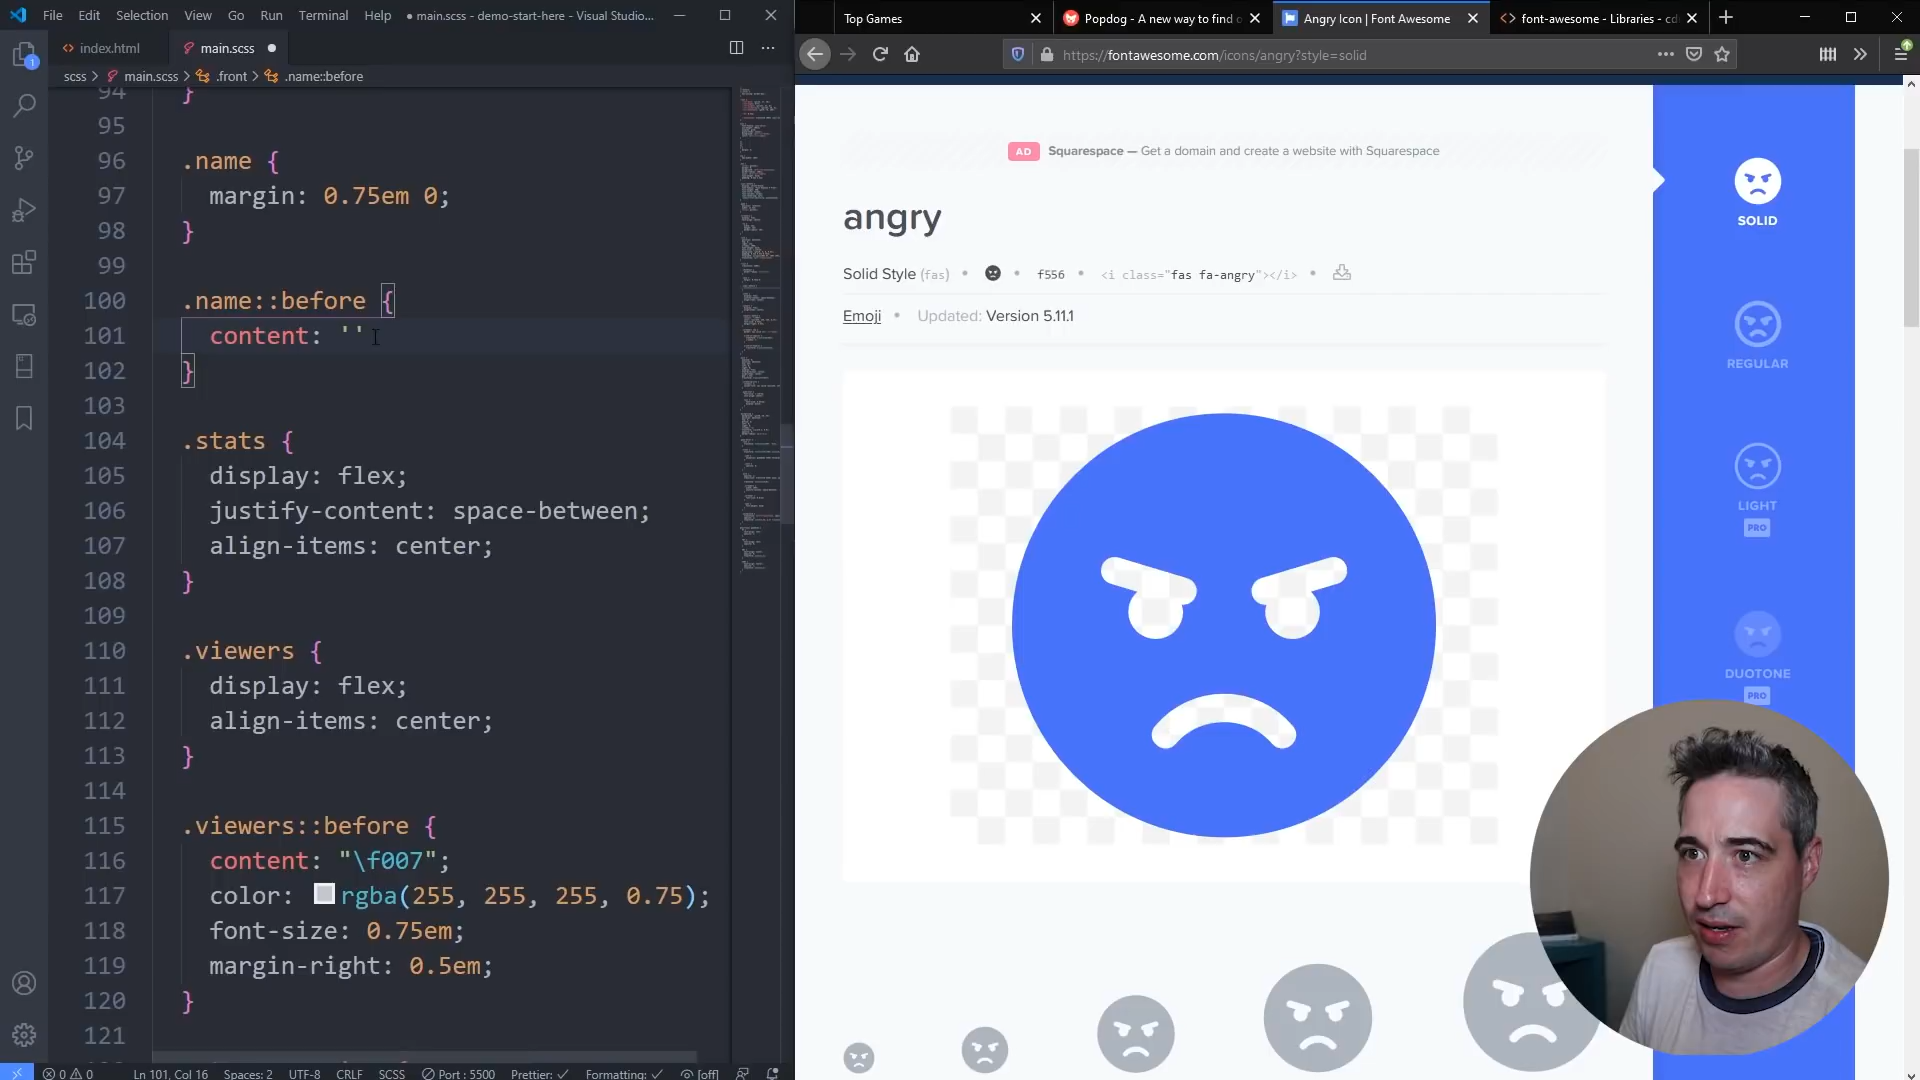 File Edit Selection View Go Run Terminal Help ● main.scss - demo-start-here - Visual Studio...
index.html
main.scss ●
scss > main.scss > .front > .name::before
94 }
95
96 .name {
97 margin: 0.75em 0;
98 }
99
100 .name::before {
101 content: ''
102 }
103
104 .stats {
105 display: flex;
106 justify-content: space-between;
107 align-items: center;
108 }
109
110 .viewers {
111 display: flex;
112 align-items: center;
113 }
114
115 .viewers::before {
116 content: "\f007";
117 color: rgba(255, 255, 255, 0.75);
118 font-size: 0.75em;
119 margin-right: 0.5em;
120 }
121
1
0 0 Ln 101, Col 16 Spaces: 2 UTF-8 CRLF SCSS Port : 5500 Prettier: ✓ Formatting: ✓ [off]
Top Games
Popdog - A new way to find
Angry Icon | Font Awesome
font-awesome - Libraries - cd
https://fontawesome.com/icons/angry?style=solid
AD Squarespace — Get a domain and create a website with Squarespace
angry
Solid Style (fas) • • f556 • <i class="fas fa-angry"></i> •
Emoji • Updated: Version 5.11.1
SOLID
REGULAR
LIGHT
PRO
DUOTONE
PRO